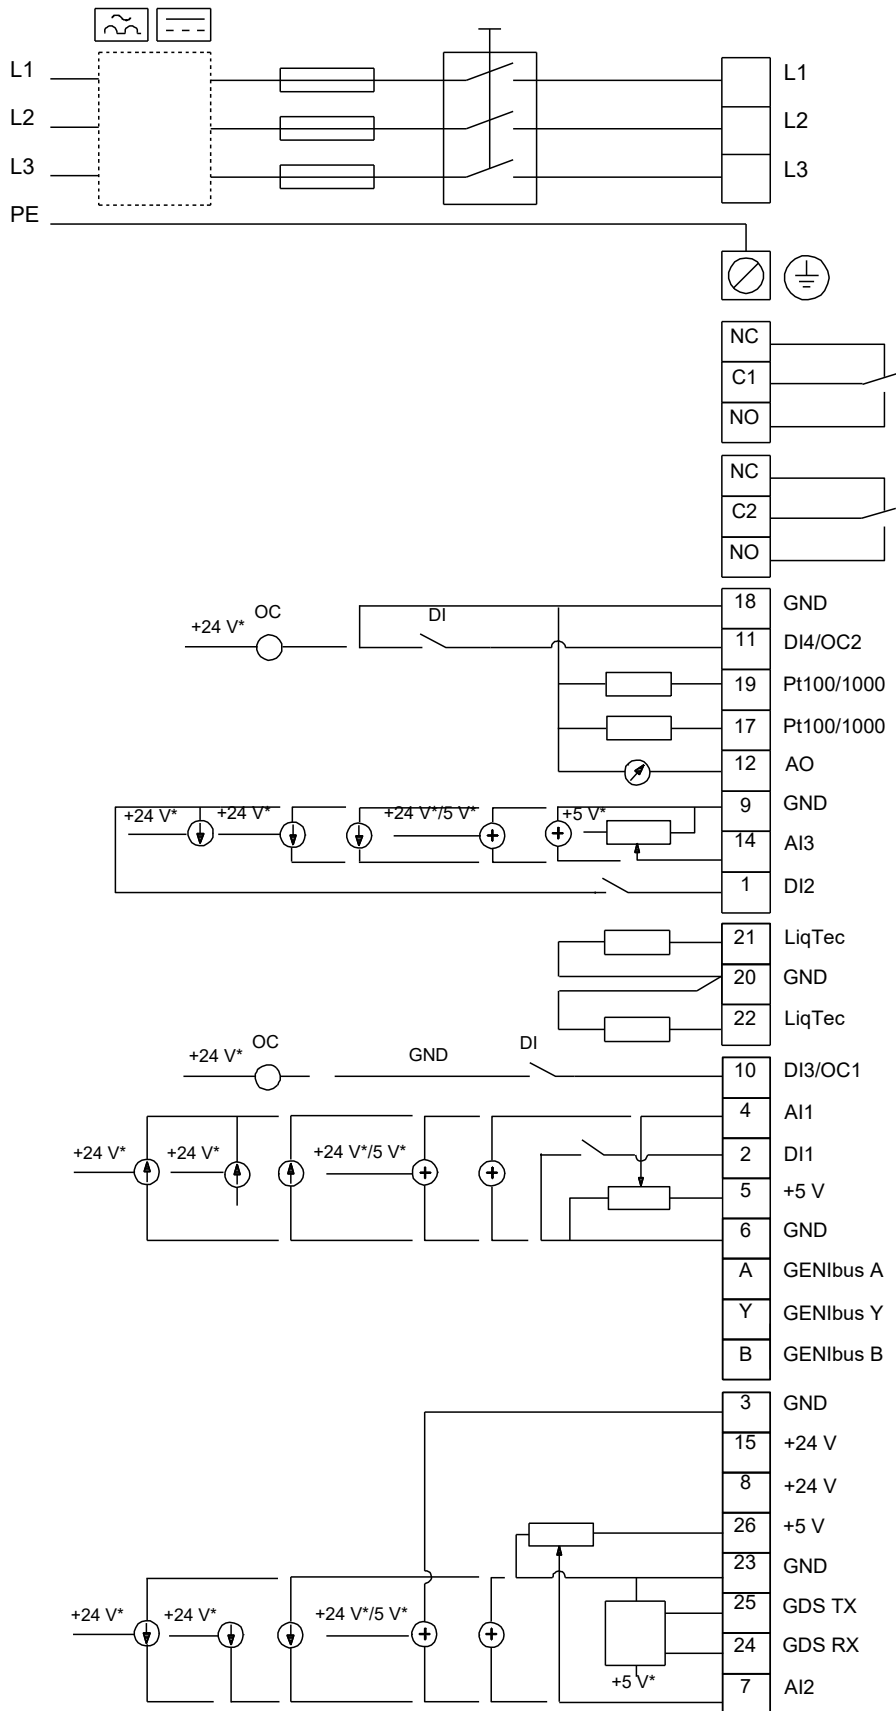 L1 L1
L2 L2
L3 L3
PE
NC
C1
NO
NC
C2
NO
18 GND
+24 V* OC DI 11 DI4/OC2
19 Pt100/1000
17 Pt100/1000
12 AO
+24 V* +24 V* +24 V*/5 V* +5 V* 9 GND
14 AI3
1 DI2
21 LiqTec
20 GND
22 LiqTec
+24 V* OC GND DI 10 DI3/OC1
4 AI1
+24 V* +24 V* +24 V*/5 V* 2 DI1
5 +5 V
6 GND
A GENIbus A
Y GENIbus Y
B GENIbus B
3 GND
15 +24 V
8 +24 V
26 +5 V
23 GND
+24 V* +24 V* +24 V*/5 V* 25 GDS TX
24 GDS RX
+5 V* 7 AI2